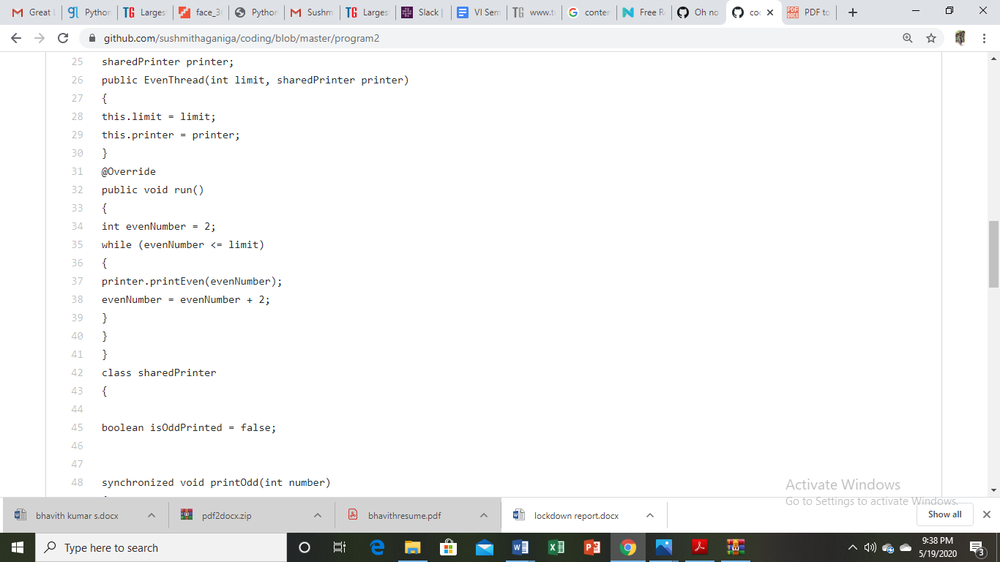 Great L
Python
Larges
face_36
Python
Sushm
Larges
Slack |
VI Sem
www.te
conter
Free Re
Oh no
coc
PDF to
github.com/sushmithaganiga/coding/blob/master/program2
25 sharedPrinter printer;
26 public EvenThread(int limit, sharedPrinter printer)
27 {
28 this.limit = limit;
29 this.printer = printer;
30 }
31 @Override
32 public void run()
33 {
34 int evenNumber = 2;
35 while (evenNumber <= limit)
36 {
37 printer.printEven(evenNumber);
38 evenNumber = evenNumber + 2;
39 }
40 }
41 }
42 class sharedPrinter
43 {
44
45 boolean isOddPrinted = false;
46
47
48 synchronized void printOdd(int number)
Activate Windows
Go to Settings to activate Windows.
bhavith kumar s.docx
pdf2docx.zip
bhavithresume.pdf
lockdown report.docx
Show all
Type here to search
9:38 PM
5/19/2020
3